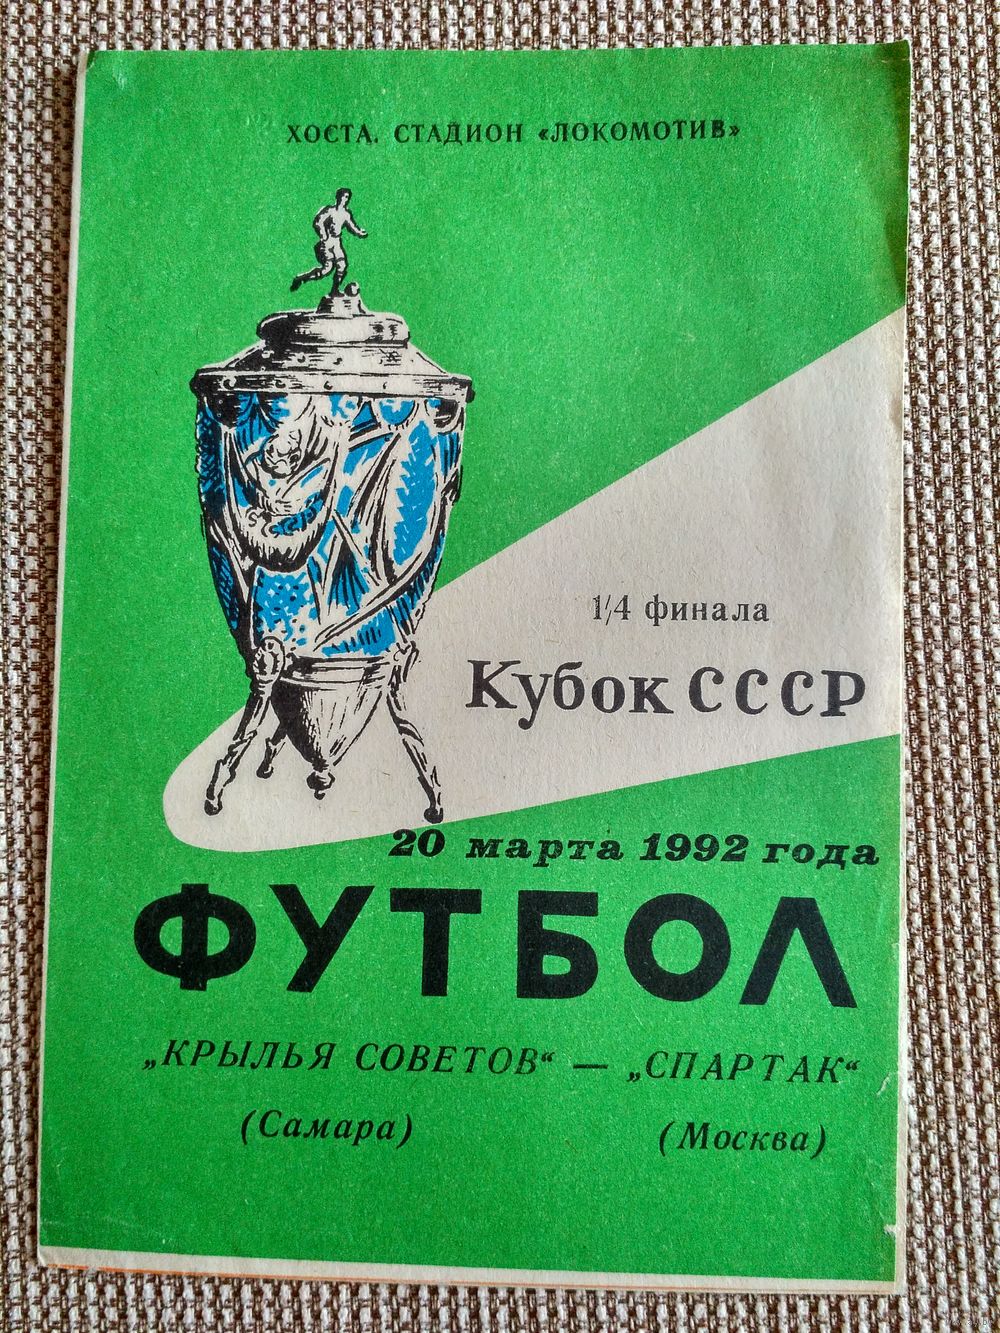 ХОСТА. СТАДИОН «ЛОКОМОТИВ»
1/4 финала
Кубок СССР
20 марта 1992 года
ФУТБОЛ
„КРЫЛЬЯ СОВЕТОВ“ — „СПАРТАК“
(Самара) (Москва)